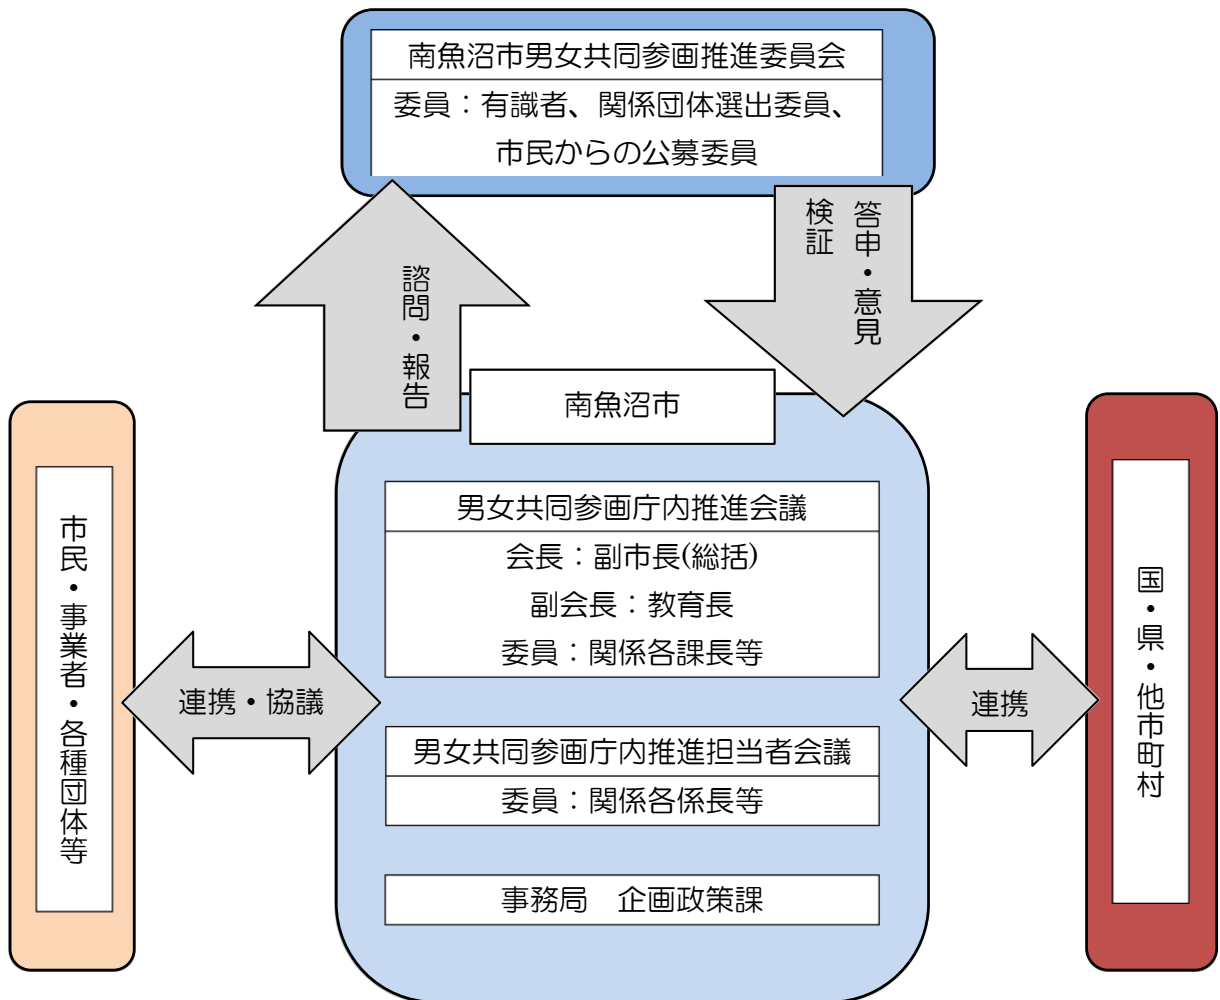 南魚沼市男女共同参画推進委員会
委員：有識者、関係団体選出委員、
市民からの公募委員
諮問・報告
答申・意見
検証
南魚沼市
男女共同参画庁内推進会議
会長：副市長(総括)
副会長：教育長
委員：関係各課長等
男女共同参画庁内推進担当者会議
委員：関係各係長等
事務局　企画政策課
市民・事業者・各種団体等
連携・協議
連携
国・県・他市町村